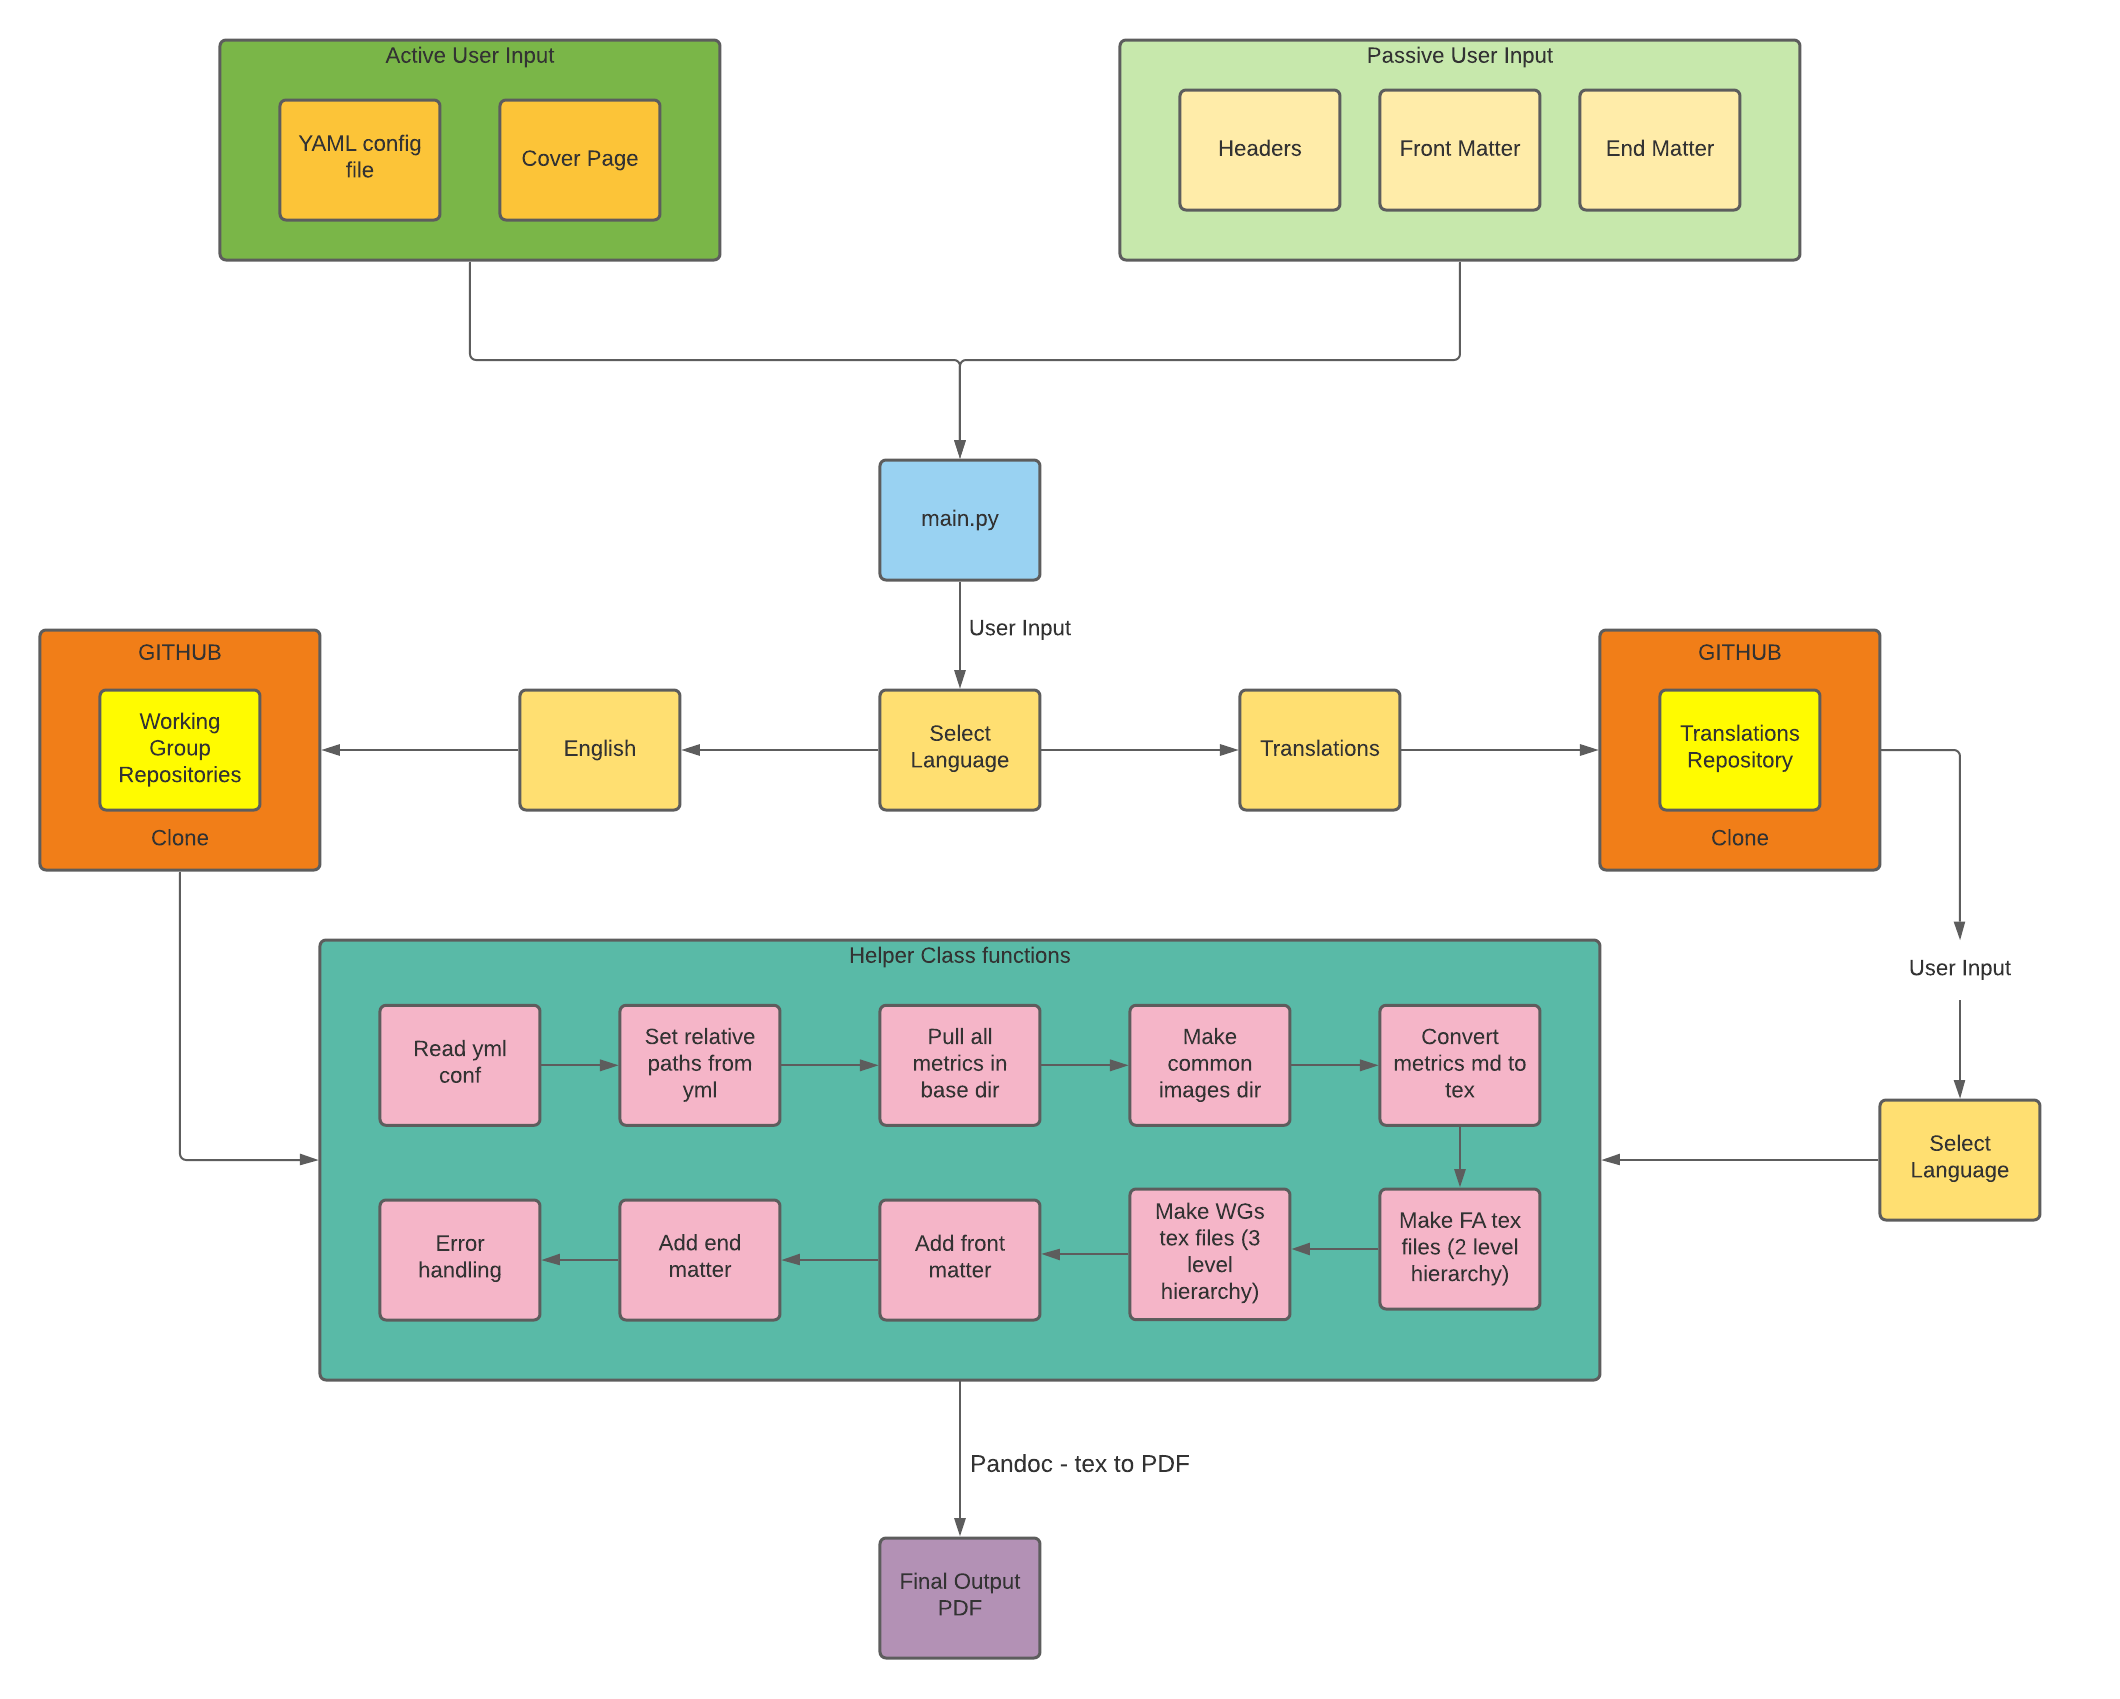 Active User Input
YAML config
file
Cover Page
Passive User Input
Headers
Front Matter
End Matter
main.py
User Input
GITHUB
Working
Group
Repositories
Clone
English
Select
Language
Translations
GITHUB
Translations
Repository
Clone
User Input
Select
Language
Helper Class functions
Read yml
conf
Set relative
paths from
yml
Pull all
metrics in
base dir
Make
common
images dir
Convert
metrics md to
tex
Make FA tex
files (2 level
hierarchy)
Make WGs
tex files (3
level
hierarchy)
Add front
matter
Add end
matter
Error
handling
Pandoc - tex to PDF
Final Output
PDF